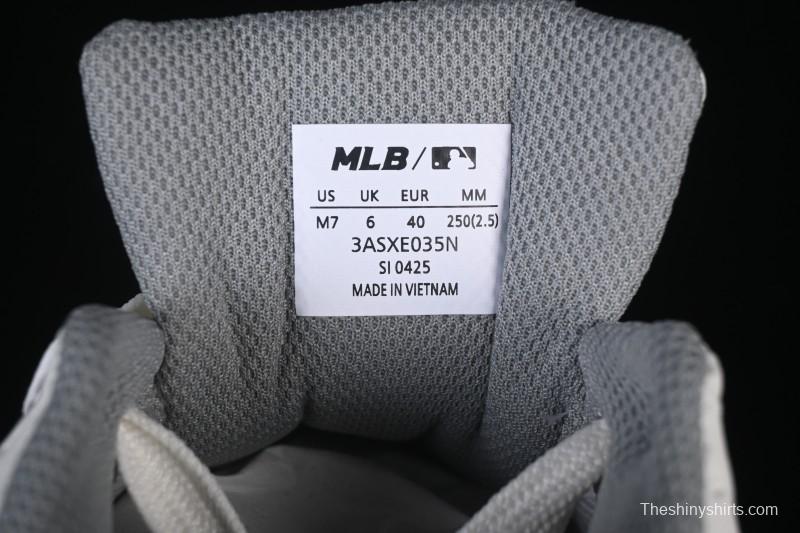 MLB /
US UK EUR MM
M7 6 40 250(2.5)
3ASXE035N
SI 0425
MADE IN VIETNAM
Theshinyshirts.com